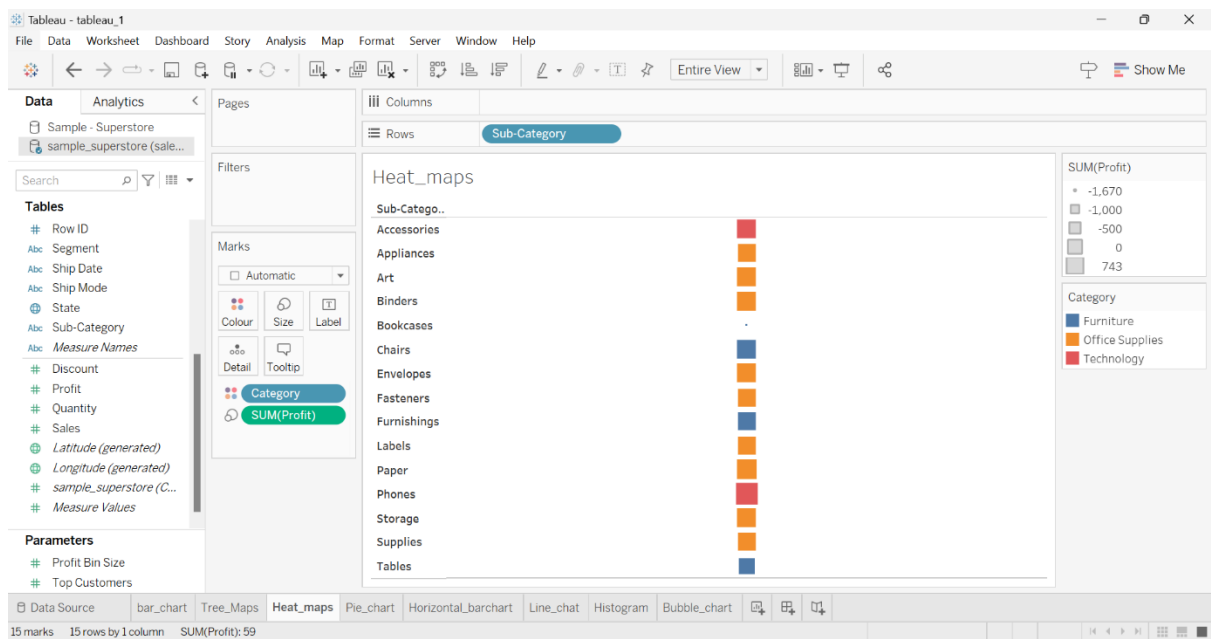 Tableau - tableau_1
File Data Worksheet Dashboard Story Analysis Map Format Server Window Help
Entire View
Show Me
Data Analytics
Sample - Superstore
sample_superstore (sale...
Search
Tables
# Row ID
Abc Segment
Abc Ship Date
Abc Ship Mode
State
Abc Sub-Category
Abc Measure Names
# Discount
# Profit
# Quantity
# Sales
Latitude (generated)
Longitude (generated)
# sample_superstore (C...
# Measure Values
Parameters
# Profit Bin Size
# Top Customers
Pages
Filters
Marks
Automatic
Colour Size Label
Detail Tooltip
Category
SUM(Profit)
Columns
Rows Sub-Category
Heat_maps
Sub-Catego..
Accessories
Appliances
Art
Binders
Bookcases
Chairs
Envelopes
Fasteners
Furnishings
Labels
Paper
Phones
Storage
Supplies
Tables
SUM(Profit)
-1,670
-1,000
-500
0
743
Category
Furniture
Office Supplies
Technology
Data Source bar_chart Tree_Maps Heat_maps Pie_chart Horizontal_barchart Line_chat Histogram Bubble_chart
15 marks 15 rows by 1 column SUM(Profit): 59